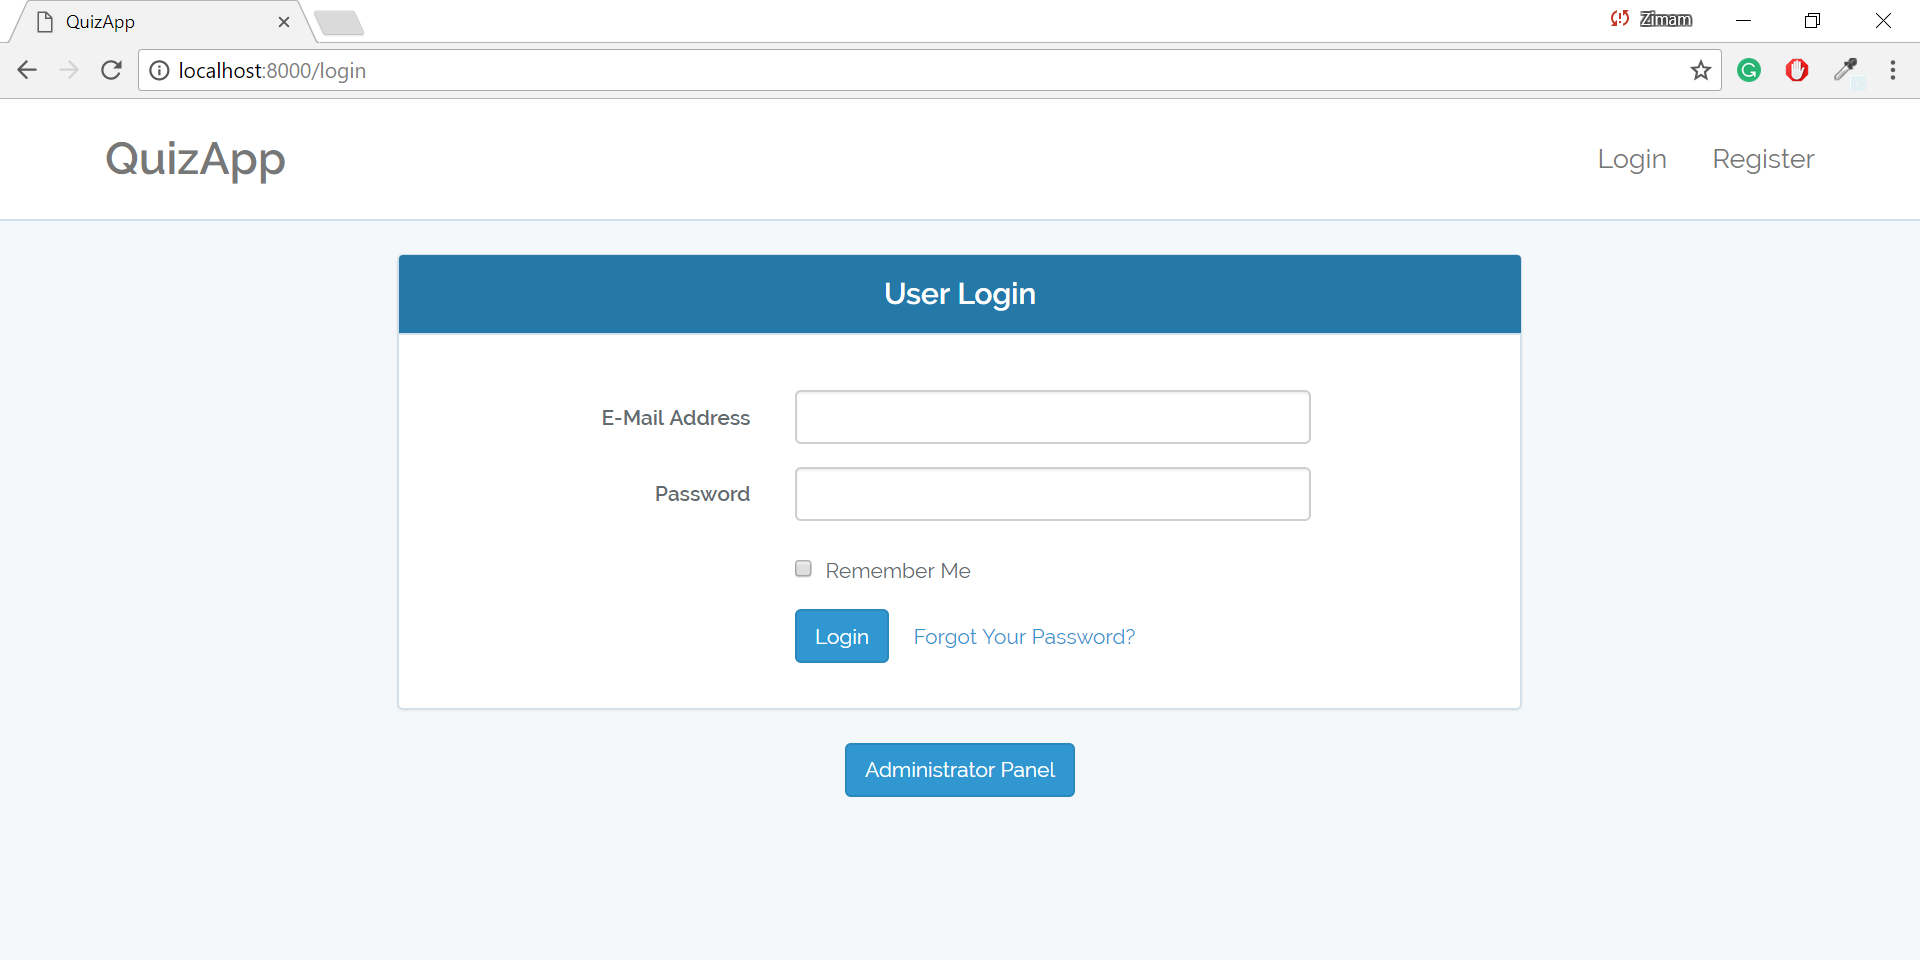 QuizApp
Zimam
localhost:8000/login
QuizApp
Login
Register
User Login
E-Mail Address
Password
Remember Me
Login
Forgot Your Password?
Administrator Panel